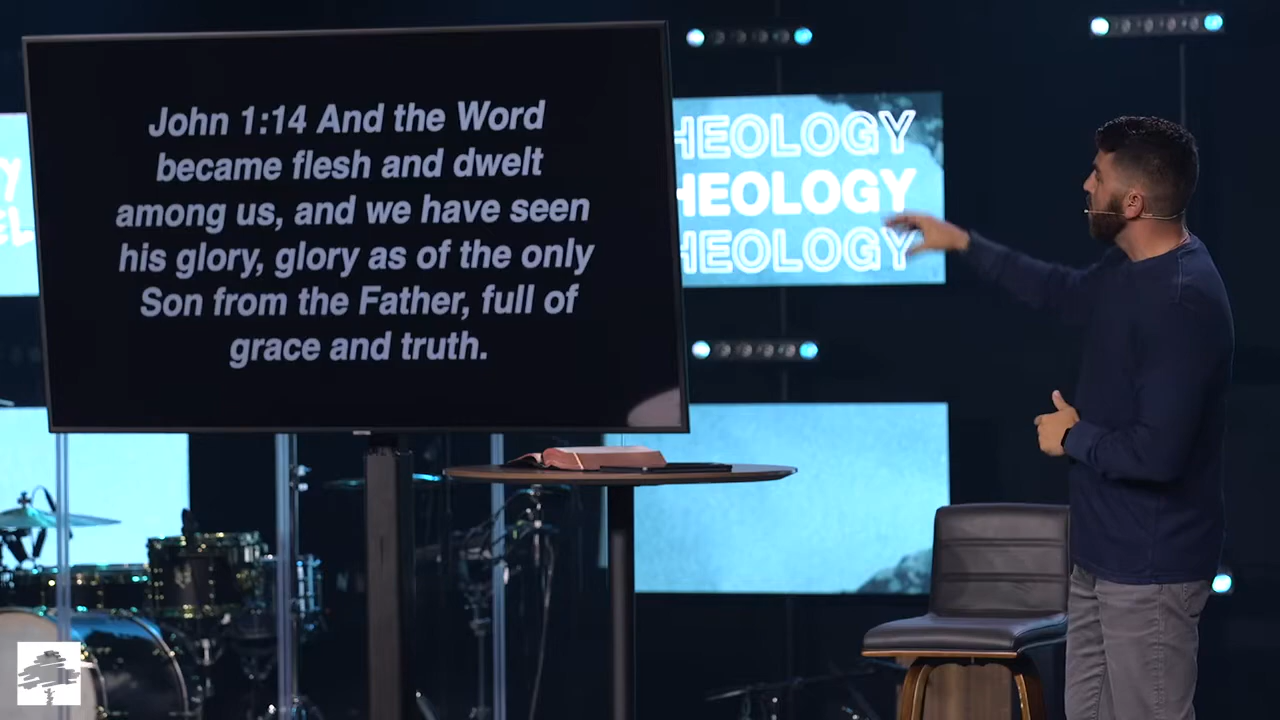 John 1:14 And the Word
became flesh and dwelt
among us, and we have seen
his glory, glory as of the only
Son from the Father, full of
grace and truth.
HEOLOGY
HEOLOGY
HEOLOGY